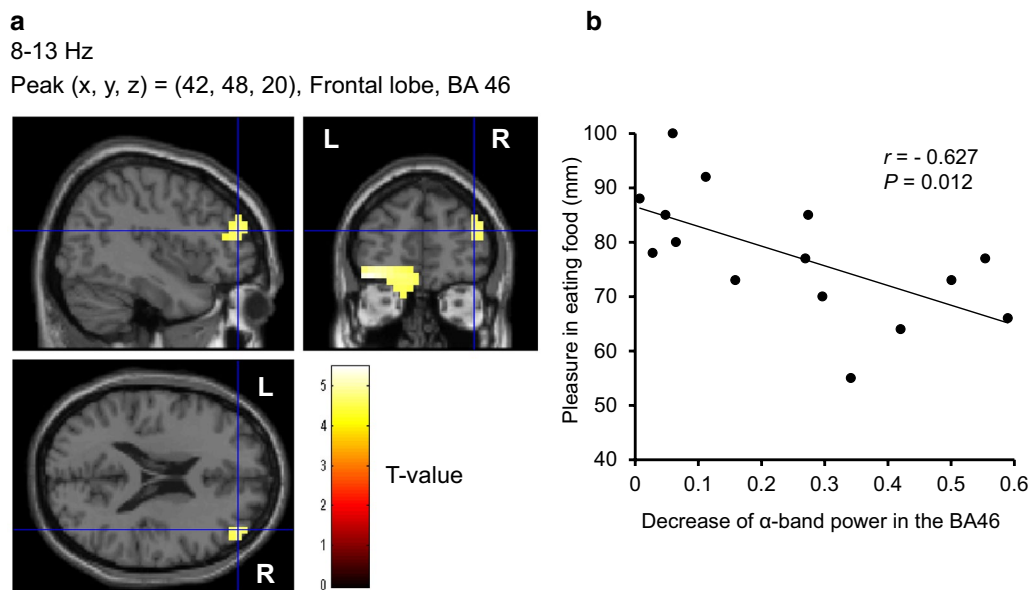 a
8-13 Hz
Peak (x, y, z) = (42, 48, 20), Frontal lobe, BA 46
L R
L
R
5
4
3
2
1
0
T-value
b
r = - 0.627
P = 0.012
Pleasure in eating food (mm)
100
90
80
70
60
50
40
0 0.1 0.2 0.3 0.4 0.5 0.6
Decrease of α-band power in the BA46